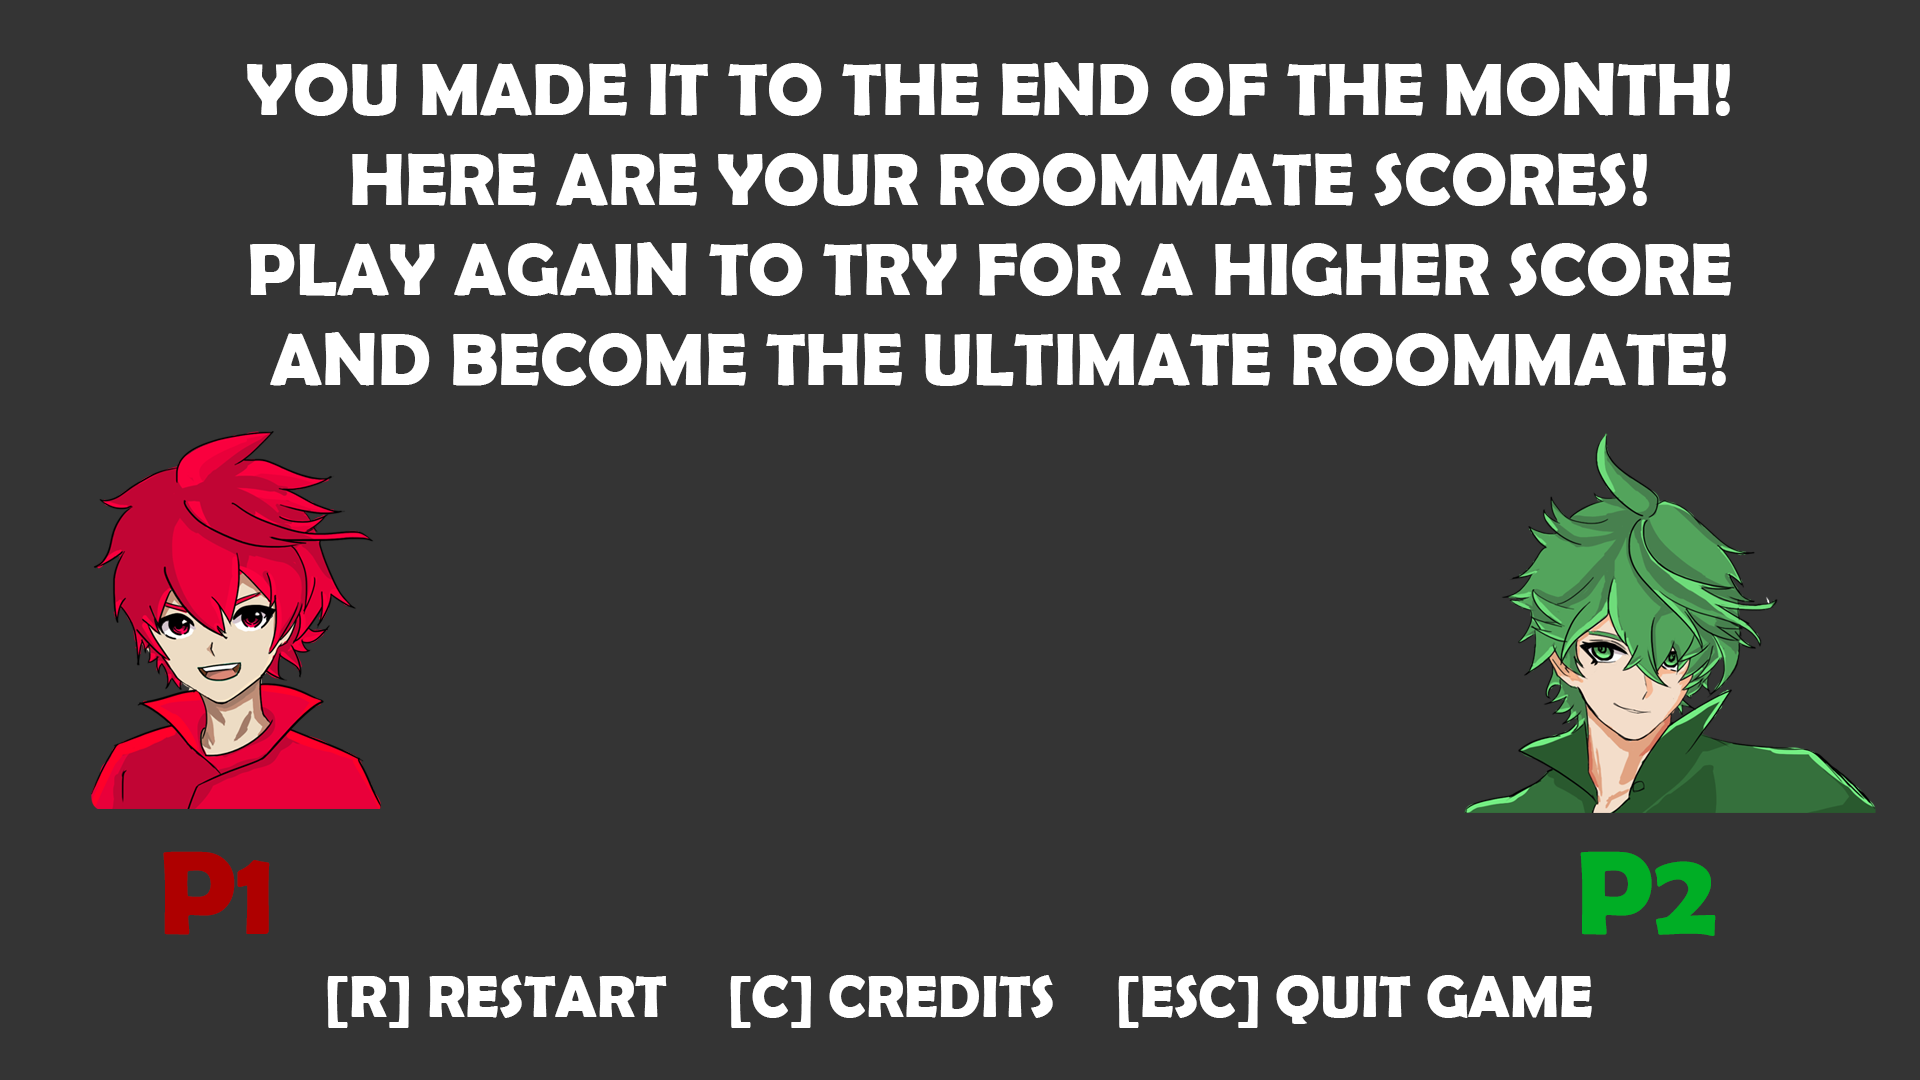 YOU MADE IT TO THE END OF THE MONTH!
HERE ARE YOUR ROOMMATE SCORES!
PLAY AGAIN TO TRY FOR A HIGHER SCORE
AND BECOME THE ULTIMATE ROOMMATE!
P1
P2
[R] RESTART [C] CREDITS [ESC] QUIT GAME